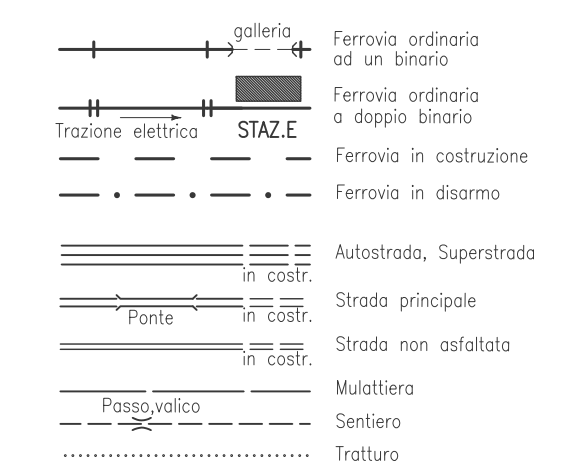 galleria
Ferrovia ordinaria
ad un binario
Ferrovia ordinaria
a doppio binario
Trazione elettrica
STAZ.E
Ferrovia in costruzione
Ferrovia in disarmo
Autostrada, Superstrada
in costr.
Strada principale
Ponte
in costr.
Strada non asfaltata
in costr.
Mulattiera
Passo,valico
Sentiero
Tratturo